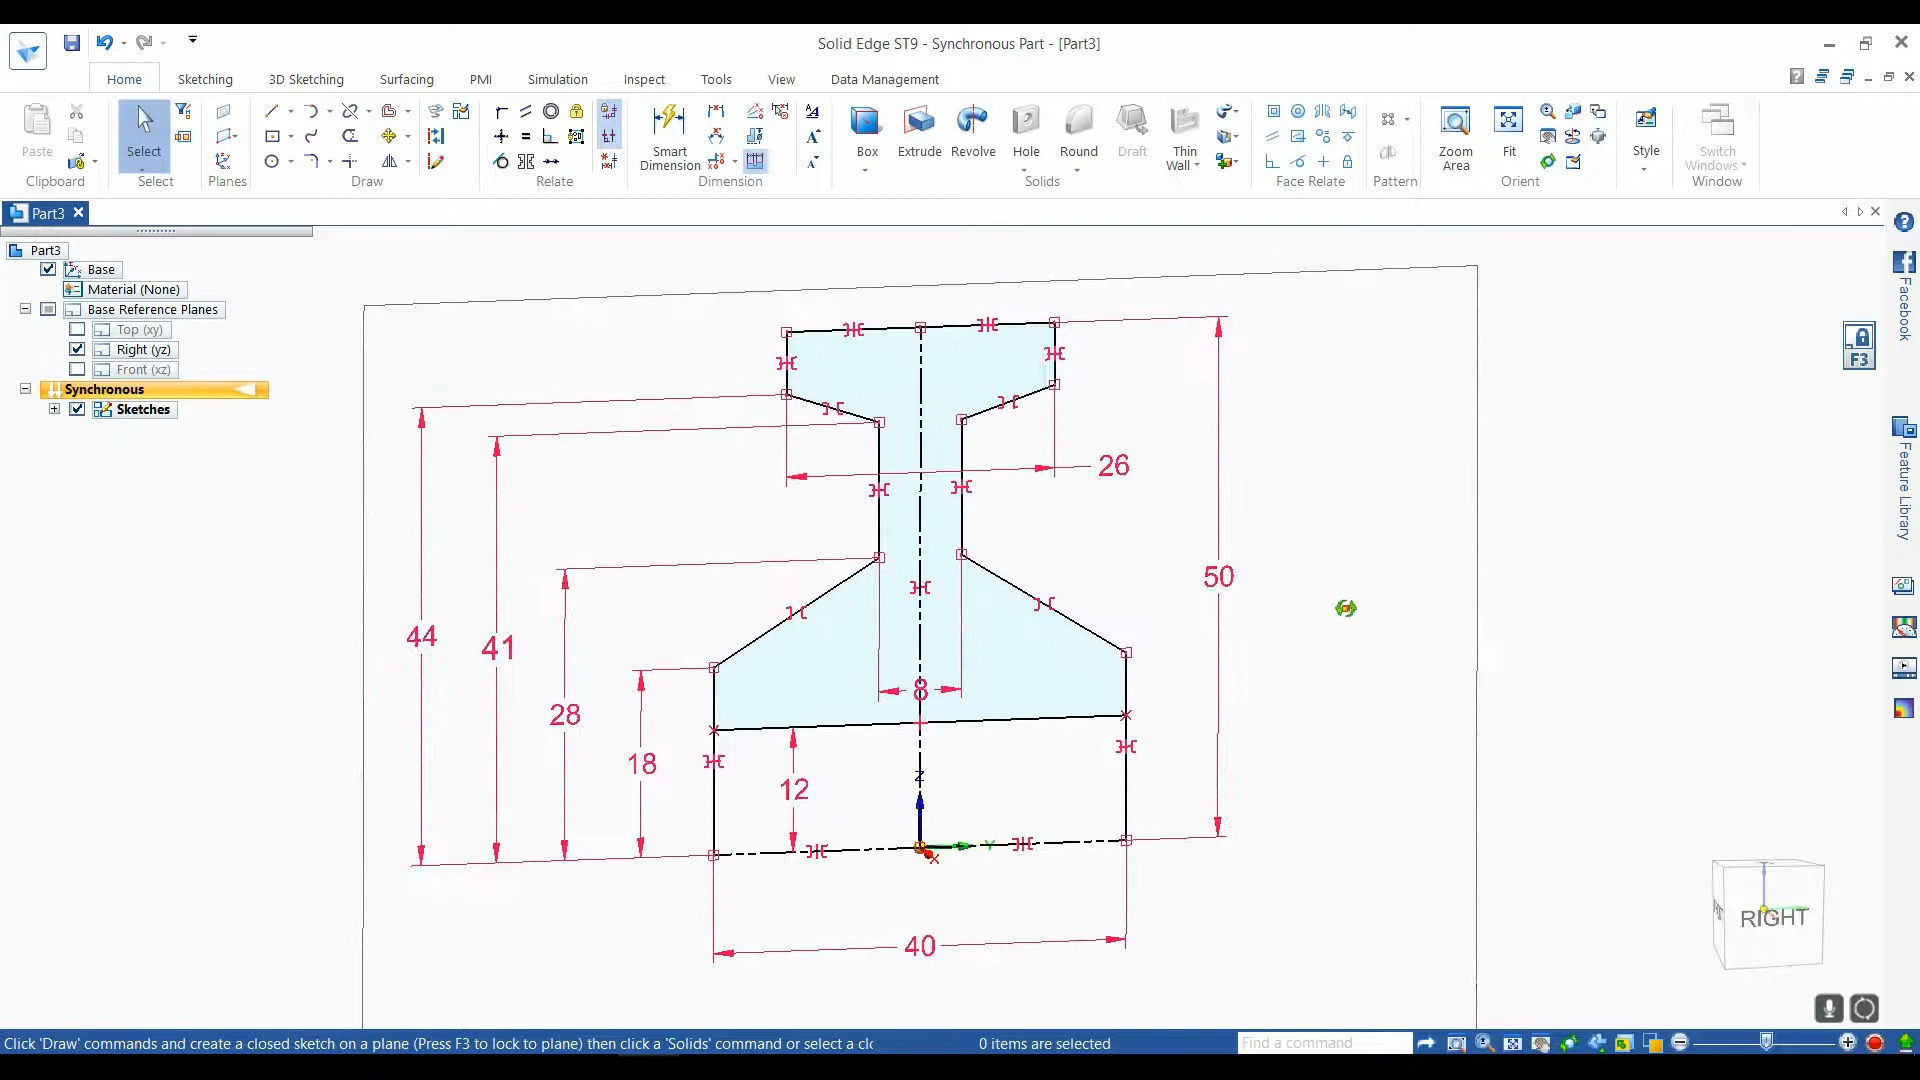 Solid Edge ST9 - Synchronous Part - [Part3]
Home Sketching 3D Sketching Surfacing PMI Simulation Inspect Tools View Data Management
Paste Select Smart Dimension Box Extrude Revolve Hole Round Draft Thin Wall Zoom Area Fit Style Switch Windows
Clipboard Select Planes Draw Relate Dimension Solids Face Relate Pattern Orient Window
Part3
Part3
Base
Material (None)
Base Reference Planes
Top (xy)
Right (yz)
Front (xz)
Synchronous
Sketches
Facebook
F3
Feature Library
26
50
44
41
28
18
8
12
Z
Y
X
40
RIGHT
Click 'Draw' commands and create a closed sketch on a plane (Press F3 to lock to plane) then click a 'Solids' command or select a clc
0 items are selected
Find a command